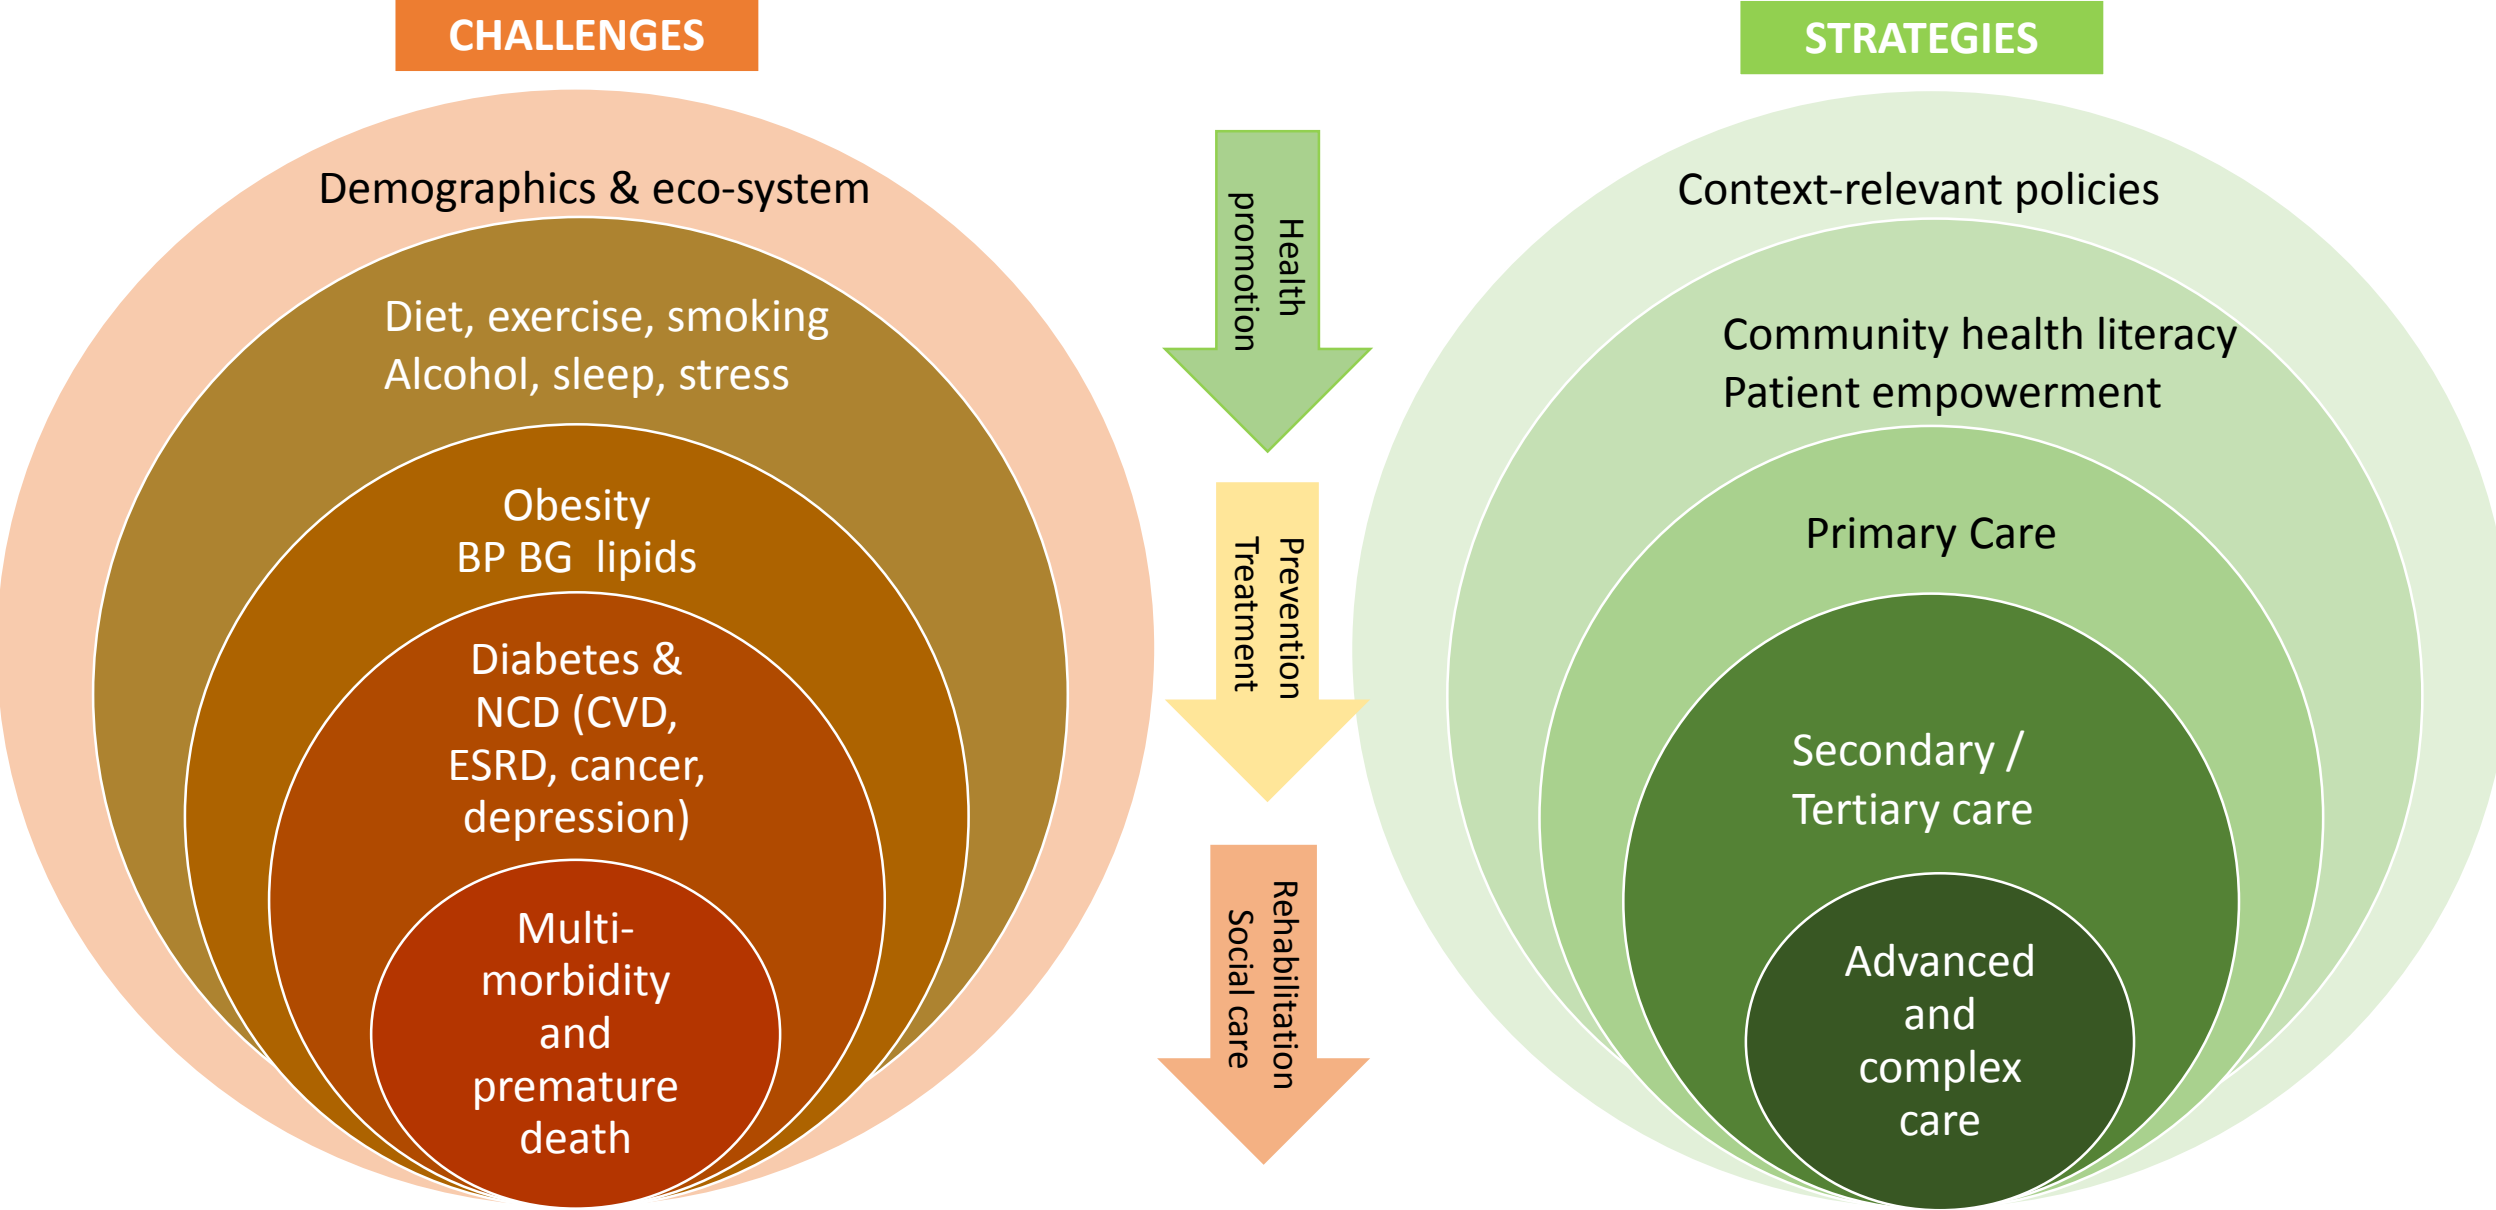 CHALLENGES
Demographics & eco-system
Diet, exercise, smoking
Alcohol, sleep, stress
Obesity
BP BG  lipids
Diabetes &
NCD (CVD,
ESRD, cancer,
depression)
Multi-
morbidity
and
premature
death
Health
promotion
Prevention
Treatment
Rehabilitation
Social care
STRATEGIES
Context-relevant policies
Community health literacy
Patient empowerment
Primary Care
Secondary /
Tertiary care
Advanced
and
complex
care